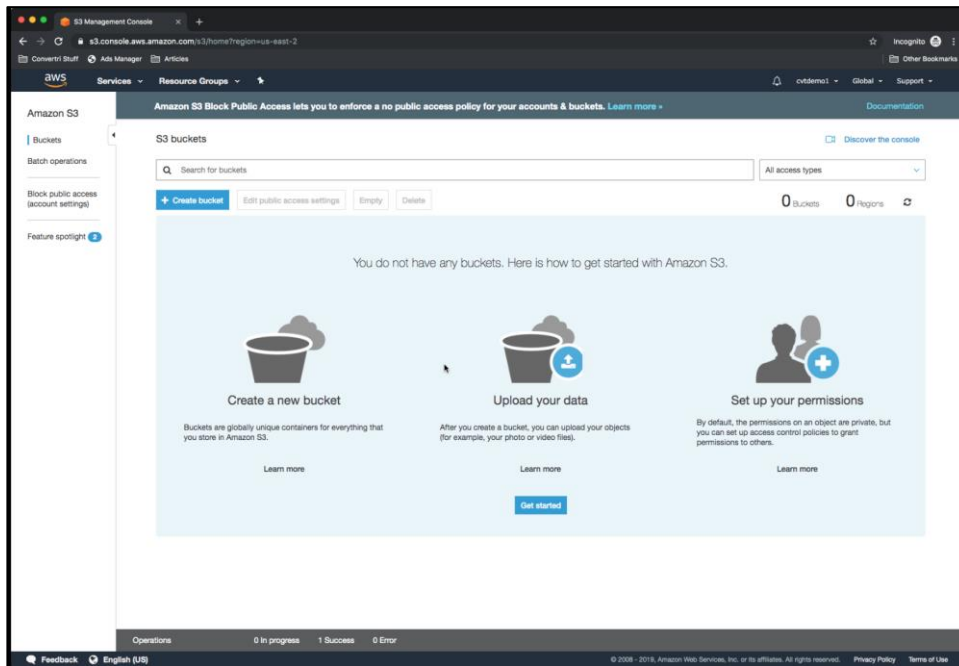 S3 Management Console
s3.console.aws.amazon.com/s3/home?region=us-east-2
Incognito
Convertri Stuff
Ads Manager
Articles
Other Bookmarks
aws
Services
Resource Groups
cvtdemo1
Global
Support
Amazon S3
Buckets
Batch operations
Block public access
(account settings)
Feature spotlight 2
Amazon S3 Block Public Access lets you to enforce a no public access policy for your accounts & buckets. Learn more »
Documentation
S3 buckets
Discover the console
Search for buckets
All access types
+ Create bucket
Edit public access settings
Empty
Delete
0 Buckets
0 Regions
You do not have any buckets. Here is how to get started with Amazon S3.
Create a new bucket
Buckets are globally unique containers for everything that
you store in Amazon S3.
Learn more
Upload your data
After you create a bucket, you can upload your objects
(for example, your photo or video files).
Learn more
Get started
Set up your permissions
By default, the permissions on an object are private, but
you can set up access control policies to grant
permissions to others.
Learn more
Operations
0 In progress
1 Success
0 Error
Feedback
English (US)
© 2008 - 2019, Amazon Web Services, Inc. or its affiliates. All rights reserved.
Privacy Policy
Terms of Use